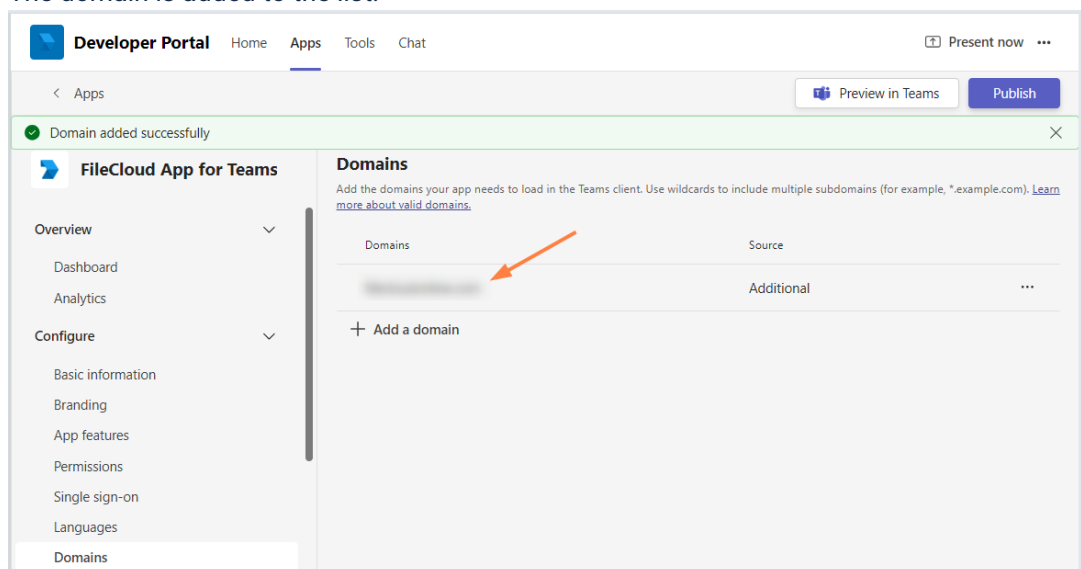 The domain is added to the list.
Developer Portal Home Apps Tools Chat Present now
Apps Preview in Teams Publish
Domain added successfully
FileCloud App for Teams
Overview
Dashboard
Analytics
Configure
Basic information
Branding
App features
Permissions
Single sign-on
Languages
Domains
Domains
Add the domains your app needs to load in the Teams client. Use wildcards to include multiple subdomains (for example, *.example.com). Learn
more about valid domains.
Domains Source
Additional
Add a domain